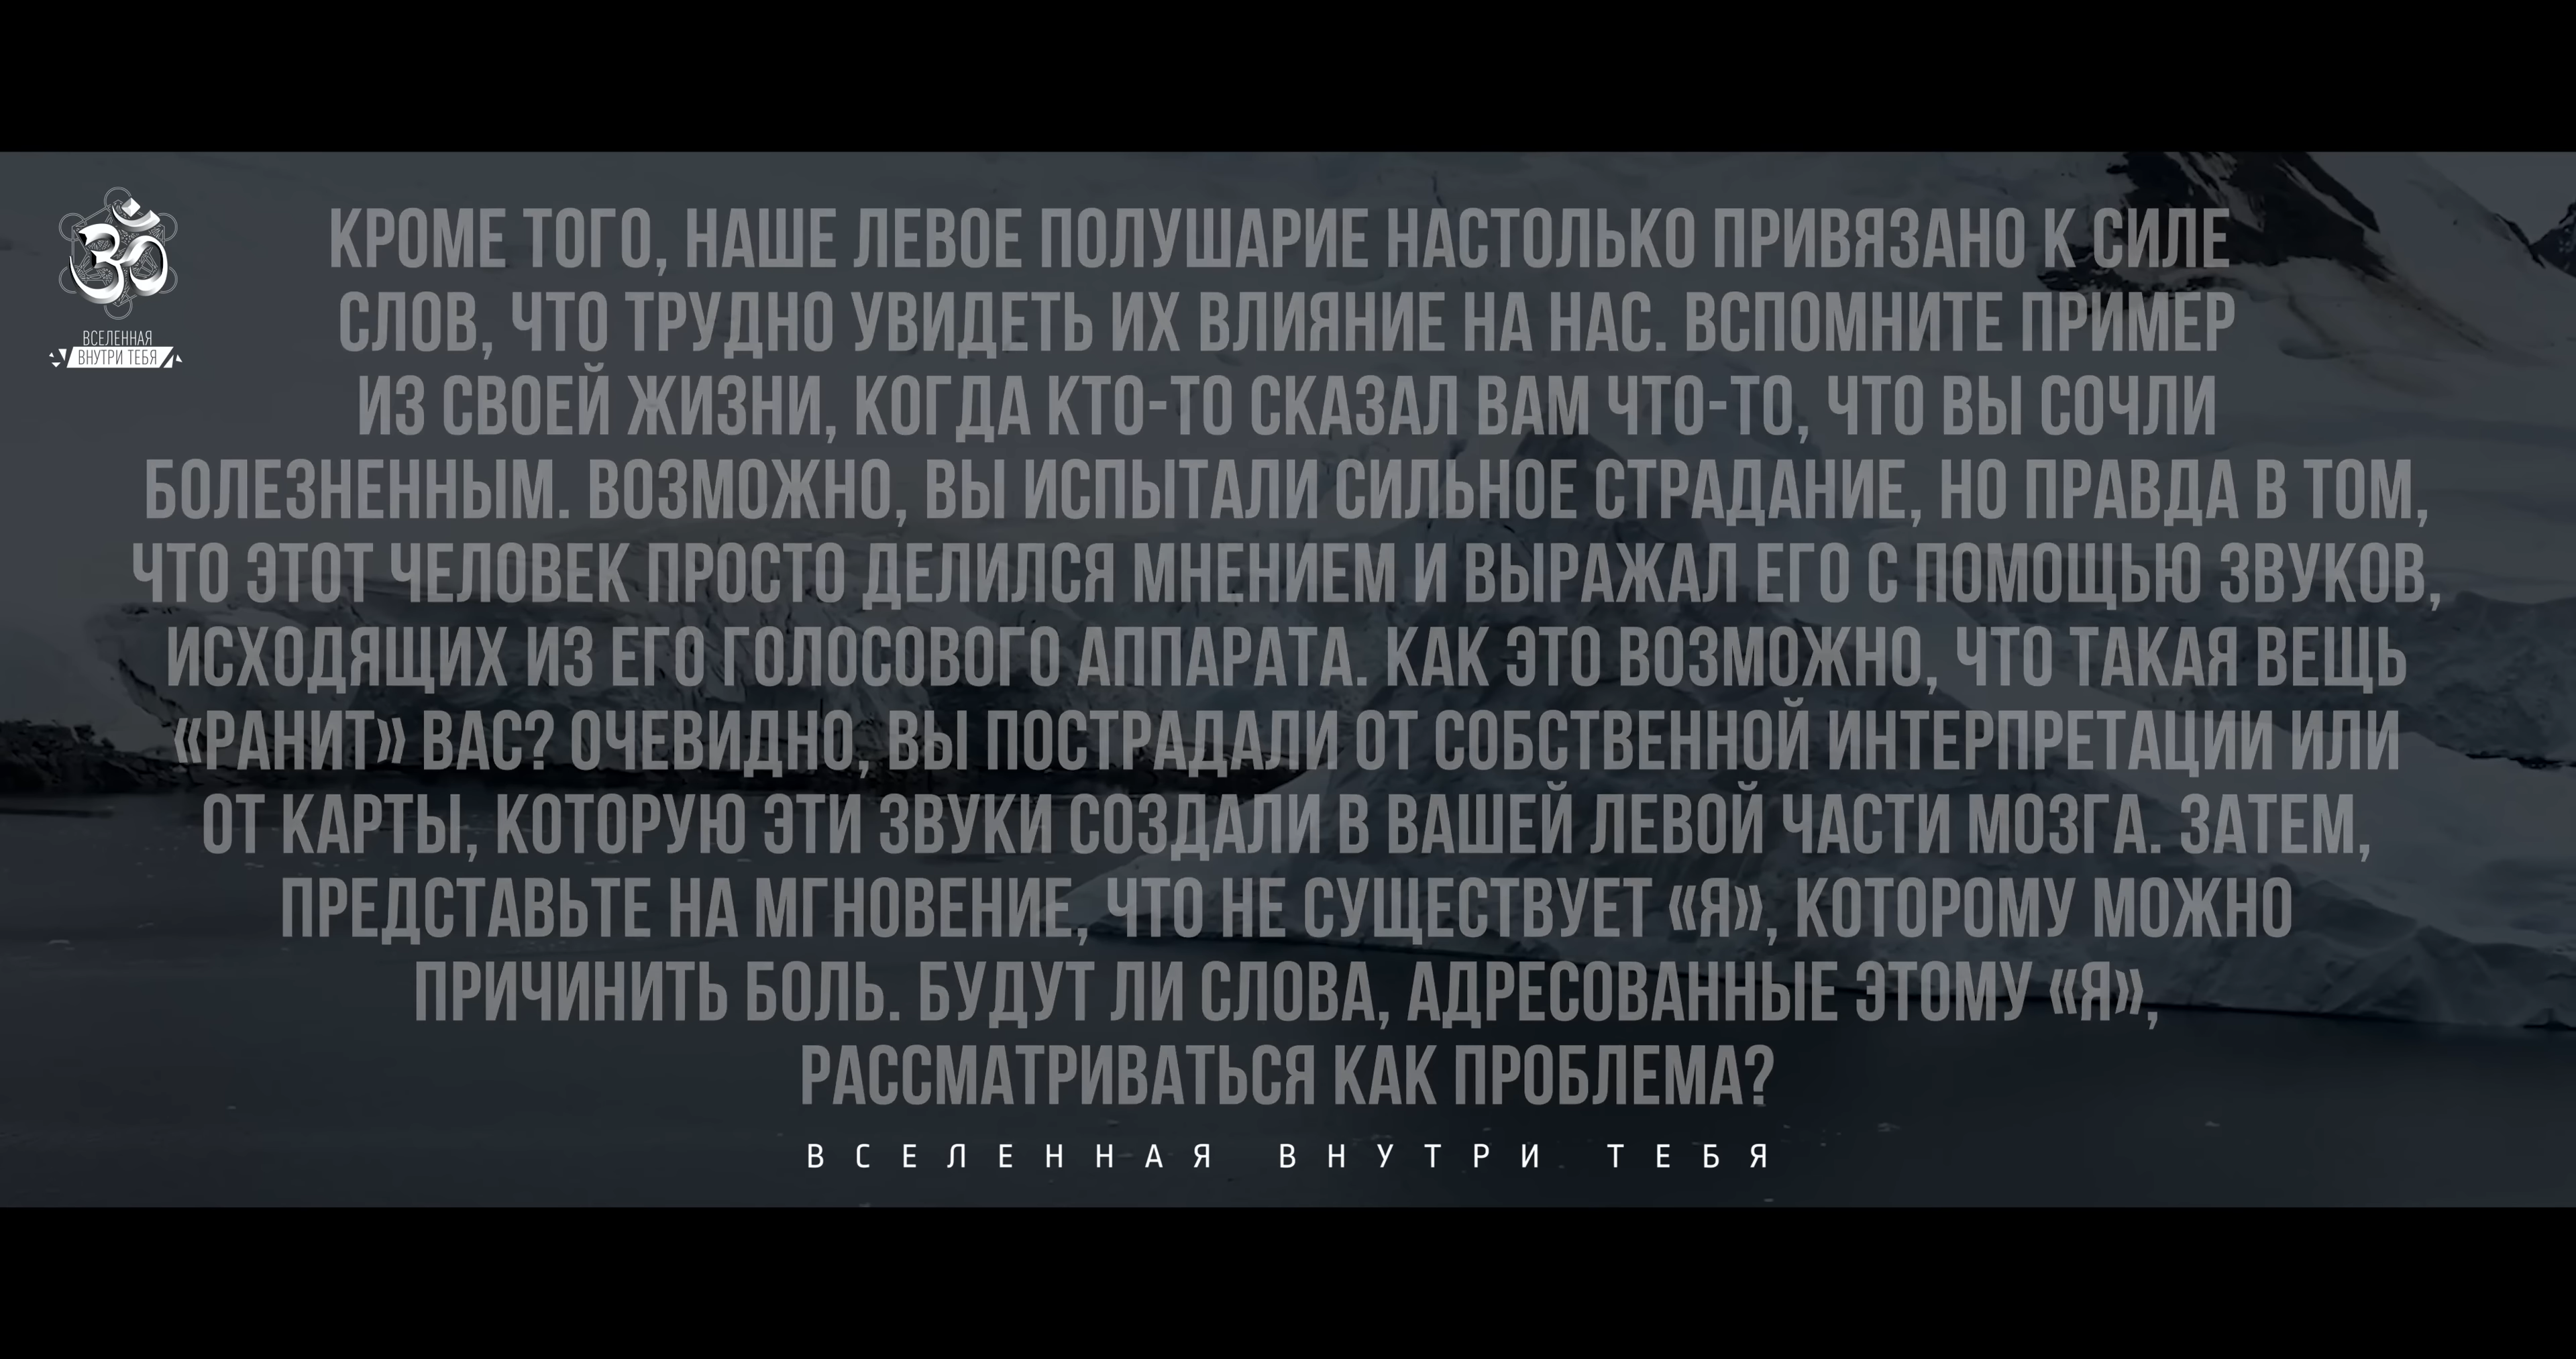 ВСЕЛЕННАЯ
ВНУТРИ ТЕБЯ
КРОМЕ ТОГО, НАШЕ ЛЕВОЕ ПОЛУШАРИЕ НАСТОЛЬКО ПРИВЯЗАНО К СИЛЕ
СЛОВ, ЧТО ТРУДНО УВИДЕТЬ ИХ ВЛИЯНИЕ НА НАС. ВСПОМНИТЕ ПРИМЕР
ИЗ СВОЕЙ ЖИЗНИ, КОГДА КТО-ТО СКАЗАЛ ВАМ ЧТО-ТО, ЧТО ВЫ СОЧЛИ
БОЛЕЗНЕННЫМ. ВОЗМОЖНО, ВЫ ИСПЫТАЛИ СИЛЬНОЕ СТРАДАНИЕ, НО ПРАВДА В ТОМ,
ЧТО ЭТОТ ЧЕЛОВЕК ПРОСТО ДЕЛИЛСЯ МНЕНИЕМ И ВЫРАЖАЛ ЕГО С ПОМОЩЬЮ ЗВУКОВ,
ИСХОДЯЩИХ ИЗ ЕГО ГОЛОСОВОГО АППАРАТА. КАК ЭТО ВОЗМОЖНО, ЧТО ТАКАЯ ВЕЩЬ
«РАНИТ» ВАС? ОЧЕВИДНО, ВЫ ПОСТРАДАЛИ ОТ СОБСТВЕННОЙ ИНТЕРПРЕТАЦИИ ИЛИ
ОТ КАРТЫ, КОТОРУЮ ЭТИ ЗВУКИ СОЗДАЛИ В ВАШЕЙ ЛЕВОЙ ЧАСТИ МОЗГА. ЗАТЕМ,
ПРЕДСТАВЬТЕ НА МГНОВЕНИЕ, ЧТО НЕ СУЩЕСТВУЕТ «Я», КОТОРОМУ МОЖНО
ПРИЧИНИТЬ БОЛЬ. БУДУТ ЛИ СЛОВА, АДРЕСОВАННЫЕ ЭТОМУ «Я»,
РАССМАТРИВАТЬСЯ КАК ПРОБЛЕМА?
ВСЕЛЕННАЯ ВНУТРИ ТЕБЯ